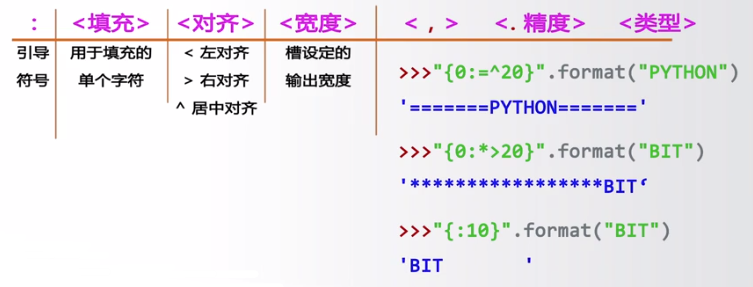 : <填充> <对齐> <宽度> <,> <.精度> <类型>
引导 用于填充的 < 左对齐 槽设定的
符号 单个字符 > 右对齐 输出宽度
^ 居中对齐
>>>"{0:=^20}".format("PYTHON")
'=======PYTHON======='
>>>"{0:*>20}".format("BIT")
'*****************BIT‘
>>>"{:10}".format("BIT")
'BIT       '